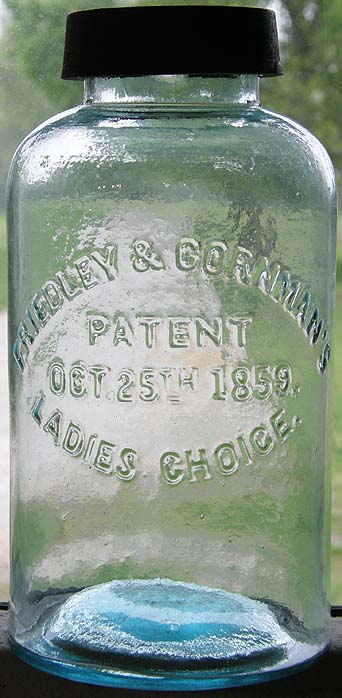 FRIEDLEY & CORNMAN'S
PATENT
OCT. 25TH 1859.
LADIES CHOICE.